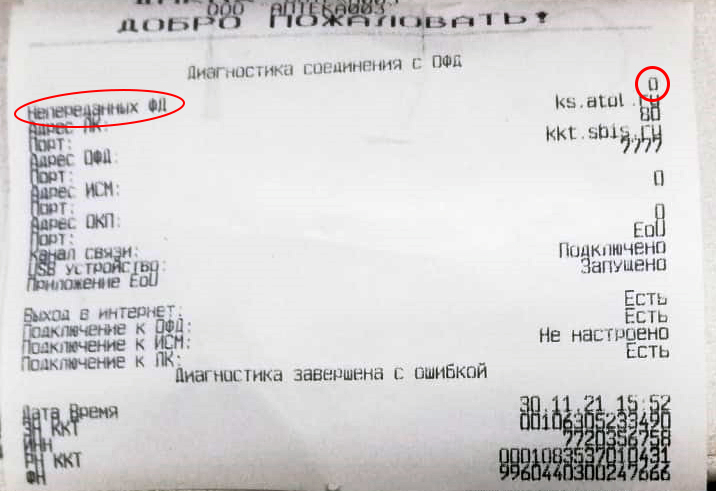 ООО АПТЕКА003
ДОБРО ПОЖАЛОВАТЬ!
Диагностика соединения с ОФД
Непереданных ФД 0
Адрес ЛК: ks.atol.ru
Порт: 80
Адрес ОФД: kkt.sbis.ru
Порт: 7777
Адрес ИСМ:
Порт: 0
Адрес ОКП:
Порт: 0
Канал связи: EoU
USB устройство: Подключено
Приложение EoU Запущено
Выход в интернет: Есть
Подключение к ОФД: Есть
Подключение к ИСМ: Не настроено
Подключение к ЛК: Есть
Диагностика завершена с ошибкой
Дата Время 30.11.21 15:52
ЗН ККТ 00106305233490
ИНН 7720356758
РН ККТ 0001083537010431
ФН 9960440300247666